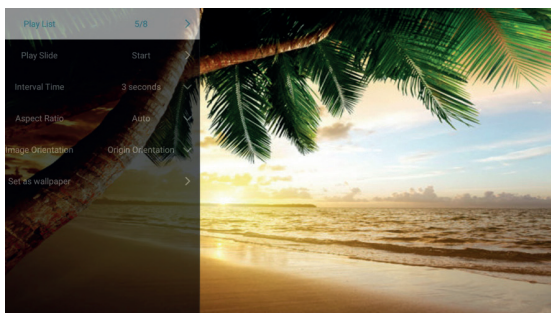 Play List 5/8
Play Slide Start
Interval Time 3 seconds
Aspect Ratio Auto
Image Orientation Origin Orientation
Set as wallpaper